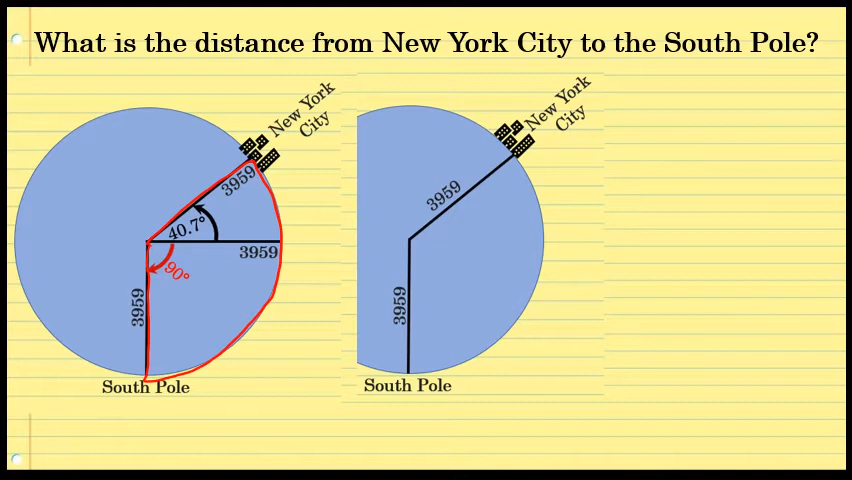 What is the distance from New York City to the South Pole?
New York
City
3959
40.7°
3959
90°
3959
South Pole
New York
City
3959
3959
South Pole